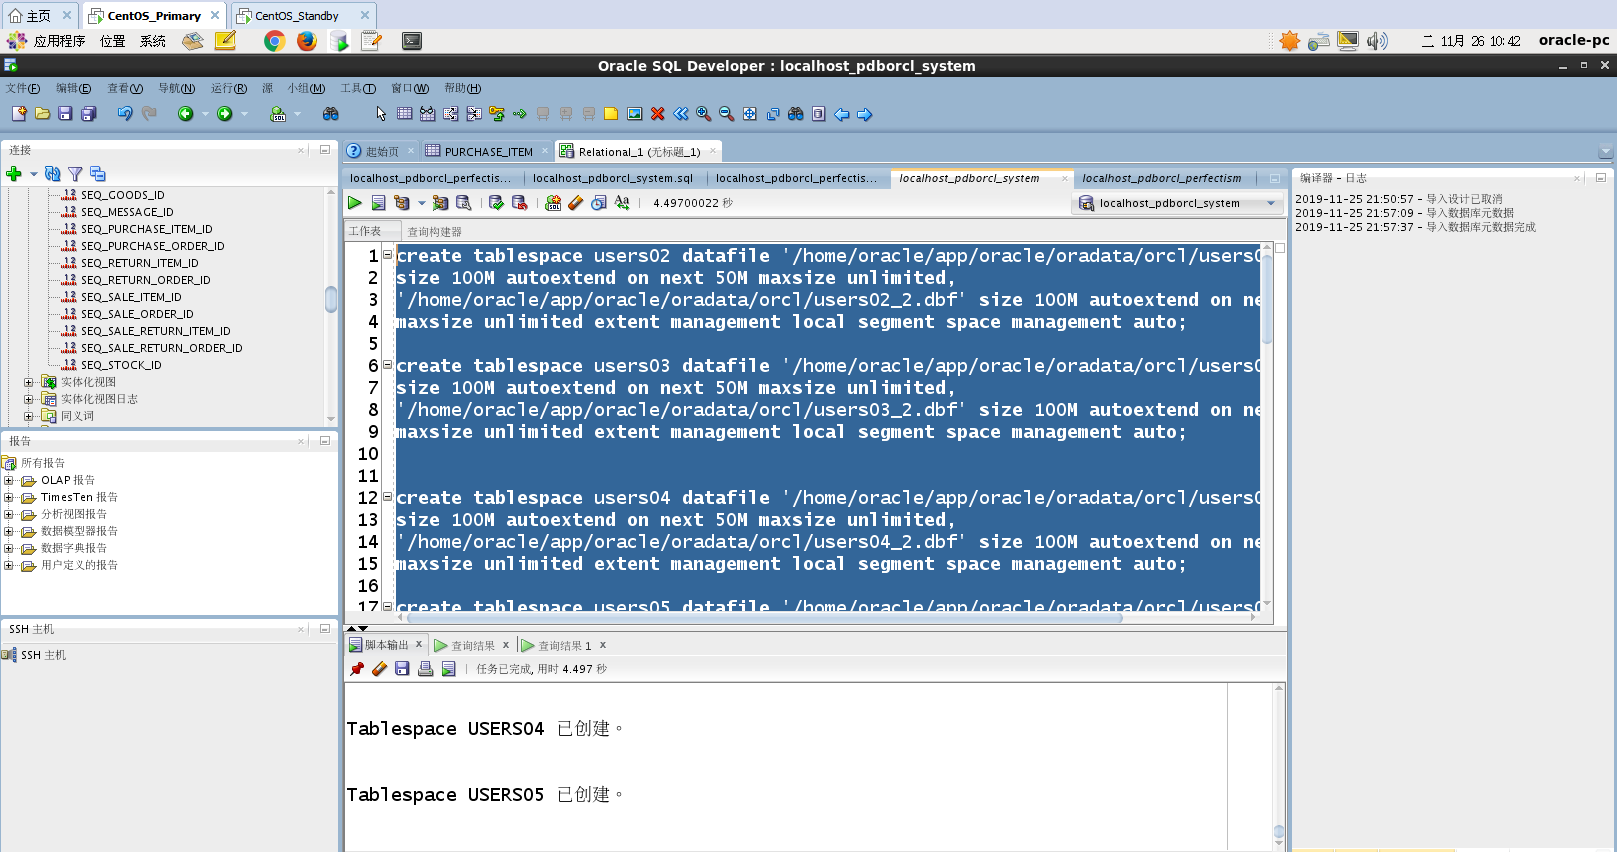 主页
CentOS_Primary
CentOS_Standby
应用程序 位置 系统
二 11月 26 10:42 oracle-pc
Oracle SQL Developer : localhost_pdborcl_system
文件(F) 编辑(E) 查看(V) 导航(N) 运行(R) 源 小组(M) 工具(T) 窗口(W) 帮助(H)
连接
SEQ_GOODS_ID
SEQ_MESSAGE_ID
SEQ_PURCHASE_ITEM_ID
SEQ_PURCHASE_ORDER_ID
SEQ_RETURN_ITEM_ID
SEQ_RETURN_ORDER_ID
SEQ_SALE_ITEM_ID
SEQ_SALE_ORDER_ID
SEQ_SALE_RETURN_ITEM_ID
SEQ_SALE_RETURN_ORDER_ID
SEQ_STOCK_ID
实体化视图
实体化视图日志
同义词
报告
所有报告
OLAP 报告
TimesTen 报告
分析视图报告
数据模型器报告
数据字典报告
用户定义的报告
SSH 主机
SSH 主机
起始页 PURCHASE_ITEM Relational_1 (无标题_1)
localhost_pdborcl_perfectis... localhost_pdborcl_system.sql localhost_pdborcl_perfectis... localhost_pdborcl_system localhost_pdborcl_perfectism
4.49700022 秒
localhost_pdborcl_system
工作表 查询构建器
1 create tablespace users02 datafile '/home/oracle/app/oracle/oradata/orcl/users0
2 size 100M autoextend on next 50M maxsize unlimited,
3 '/home/oracle/app/oracle/oradata/orcl/users02_2.dbf' size 100M autoextend on ne
4 maxsize unlimited extent management local segment space management auto;
5
6 create tablespace users03 datafile '/home/oracle/app/oracle/oradata/orcl/users0
7 size 100M autoextend on next 50M maxsize unlimited,
8 '/home/oracle/app/oracle/oradata/orcl/users03_2.dbf' size 100M autoextend on ne
9 maxsize unlimited extent management local segment space management auto;
10
11
12 create tablespace users04 datafile '/home/oracle/app/oracle/oradata/orcl/users0
13 size 100M autoextend on next 50M maxsize unlimited,
14 '/home/oracle/app/oracle/oradata/orcl/users04_2.dbf' size 100M autoextend on ne
15 maxsize unlimited extent management local segment space management auto;
16
17 create tablespace users05 datafile '/home/oracle/app/oracle/oradata/orcl/users0
脚本输出 x 查询结果 x 查询结果 1 x
任务已完成, 用时 4.497 秒
Tablespace USERS04 已创建。
Tablespace USERS05 已创建。
编译器 - 日志
2019-11-25 21:50:57 - 导入设计已取消
2019-11-25 21:57:09 - 导入数据库元数据
2019-11-25 21:57:37 - 导入数据库元数据完成